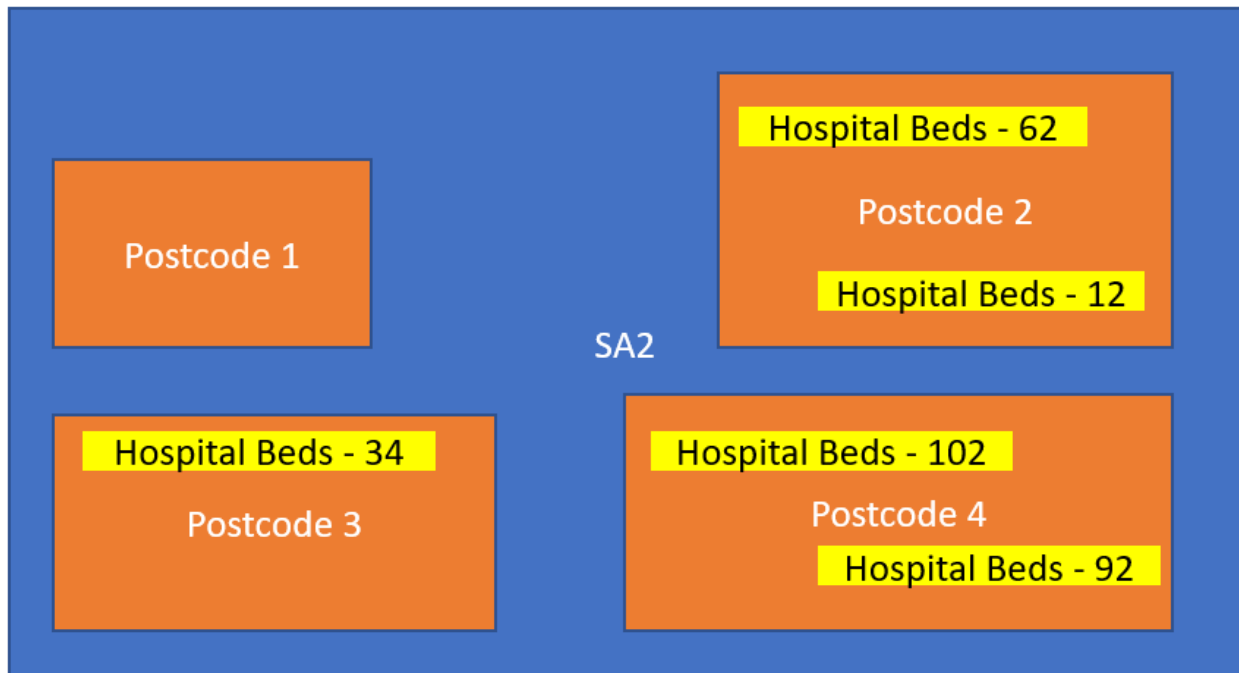 Hospital Beds - 62
Postcode 2
Hospital Beds - 12
Postcode 1
SA2
Hospital Beds - 34
Postcode 3
Hospital Beds - 102
Postcode 4
Hospital Beds - 92